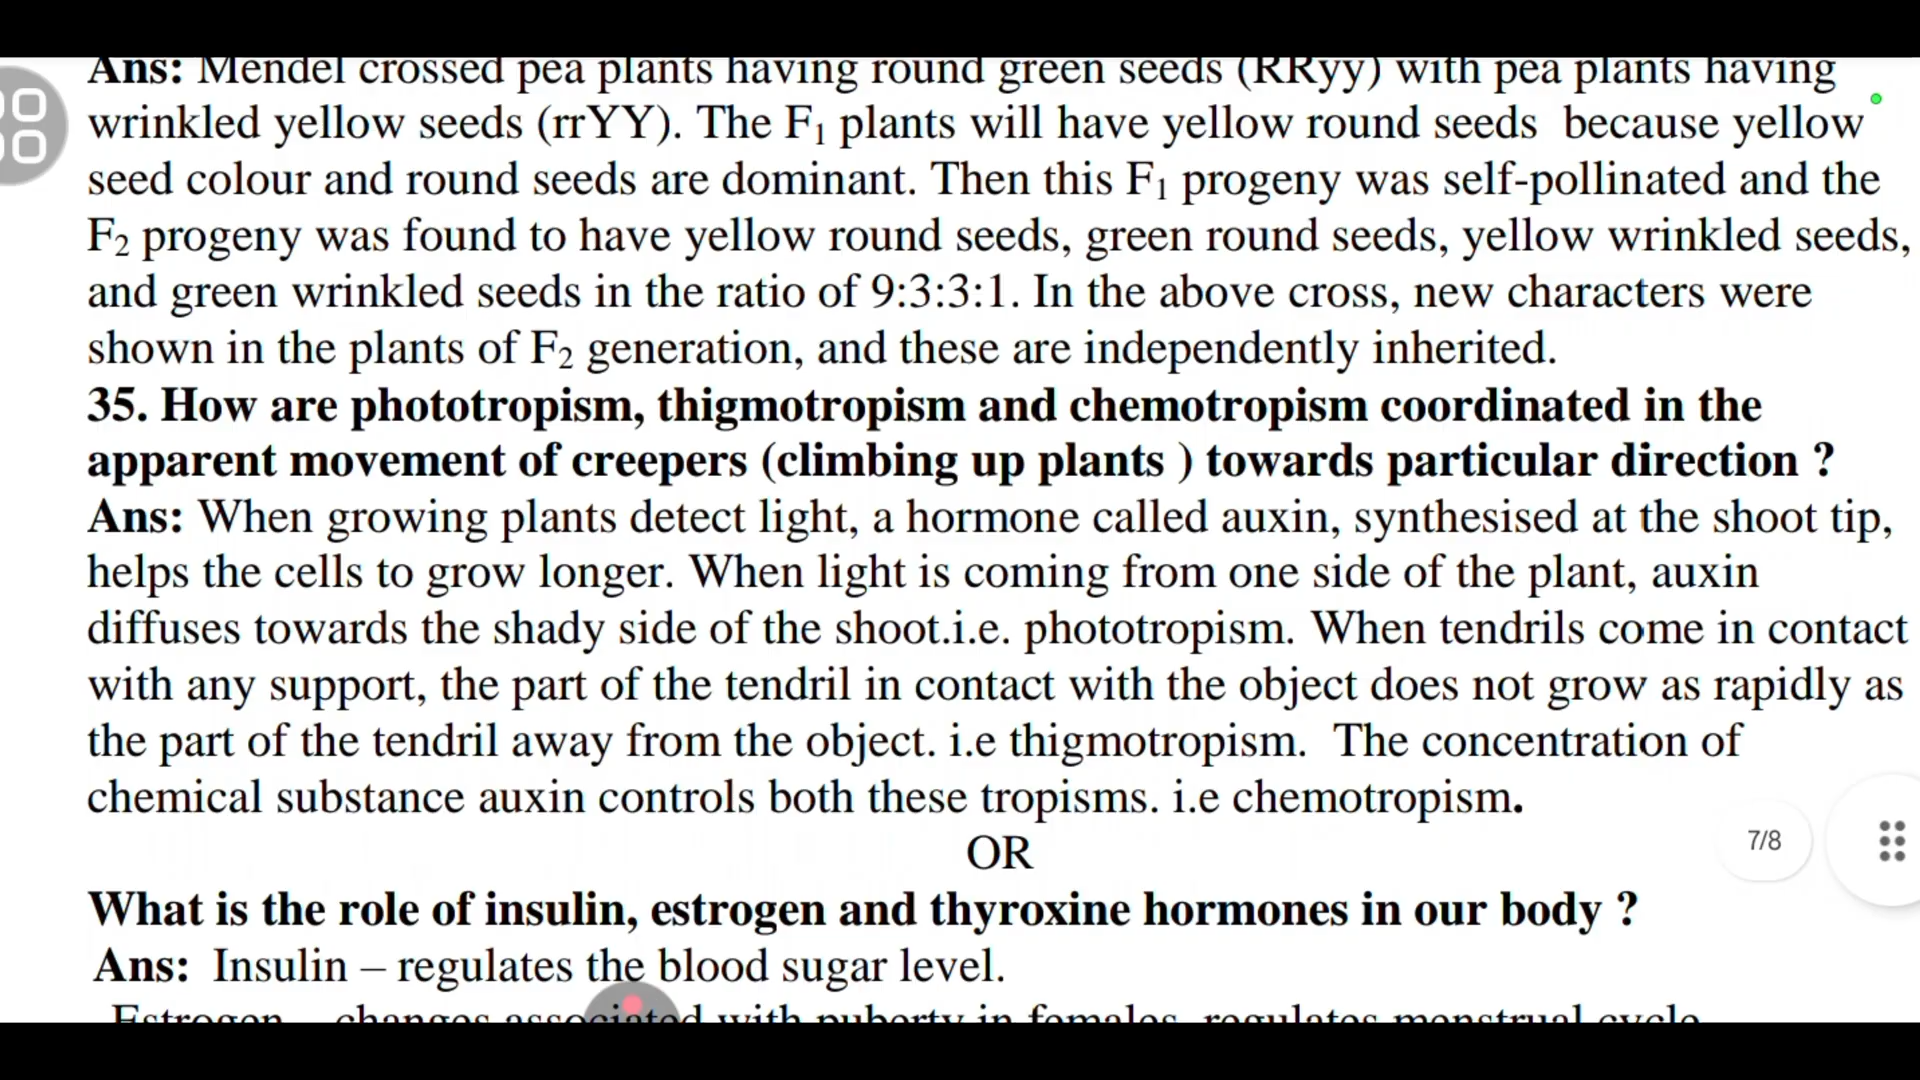 Ans: Mendel crossed pea plants having round green seeds (RRyy) with pea plants having
wrinkled yellow seeds (rrYY). The F₁ plants will have yellow round seeds  because yellow
seed colour and round seeds are dominant. Then this F₁ progeny was self-pollinated and the
F₂ progeny was found to have yellow round seeds, green round seeds, yellow wrinkled seeds,
and green wrinkled seeds in the ratio of 9:3:3:1. In the above cross, new characters were
shown in the plants of F₂ generation, and these are independently inherited.
35. How are phototropism, thigmotropism and chemotropism coordinated in the
apparent movement of creepers (climbing up plants ) towards particular direction ?
Ans: When growing plants detect light, a hormone called auxin, synthesised at the shoot tip,
helps the cells to grow longer. When light is coming from one side of the plant, auxin
diffuses towards the shady side of the shoot.i.e. phototropism. When tendrils come in contact
with any support, the part of the tendril in contact with the object does not grow as rapidly as
the part of the tendril away from the object. i.e thigmotropism.  The concentration of
chemical substance auxin controls both these tropisms. i.e chemotropism.
7/8
OR
What is the role of insulin, estrogen and thyroxine hormones in our body ?
Ans:  Insulin – regulates the blood sugar level.
Estrogen – changes associated with puberty in females, regulates menstrual cycle